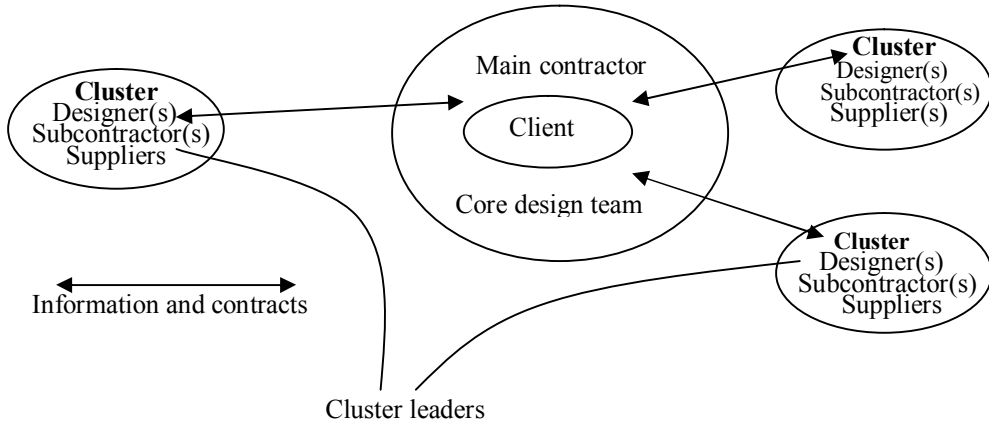 Cluster
Designer(s)
Subcontractor(s)
Suppliers
Main contractor
Client
Core design team
Cluster
Designer(s)
Subcontractor(s)
Supplier(s)
Cluster
Designer(s)
Subcontractor(s)
Suppliers
Information and contracts
Cluster leaders